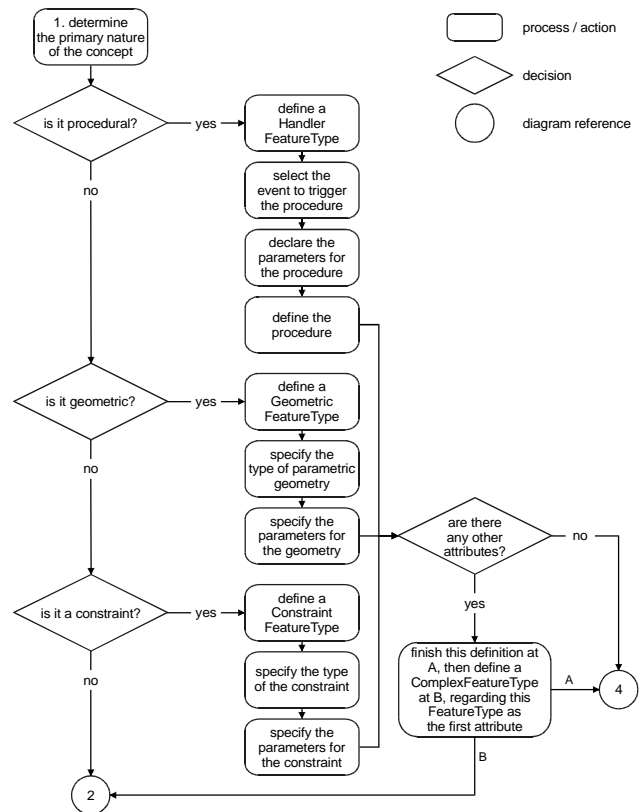 1. determine
the primary nature
of the concept
process / action
decision
diagram reference
is it procedural?
yes
define a
Handler
FeatureType
no
select the
event to trigger
the procedure
declare the
parameters for
the procedure
define the
procedure
is it geometric?
yes
define a
Geometric
FeatureType
no
specify the
type of parametric
geometry
specify the
parameters for
the geometry
are there
any other
attributes?
no
yes
is it a constraint?
yes
define a
Constraint
FeatureType
no
specify the type
of the constraint
specify the
parameters for
the constraint
finish this definition at
A, then define a
ComplexFeatureType
at B, regarding this
FeatureType as
the first attribute
A
4
B
2